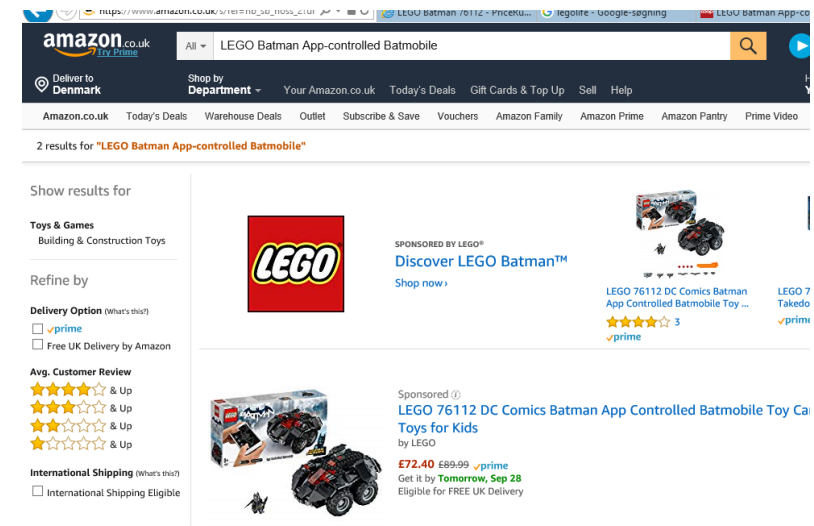 https://www.amazon.co.uk/s/ref=nb_sb_noss_2?url
LEGO Batman 76112 - PriceRu...
legolife - Google-søgning
LEGO Batman App-co
amazon.co.uk
Try Prime
All
LEGO Batman App-controlled Batmobile
Deliver to
Denmark
Shop by
Department
Your Amazon.co.uk Today's Deals Gift Cards & Top Up Sell Help
Amazon.co.uk Today's Deals Warehouse Deals Outlet Subscribe & Save Vouchers Amazon Family Amazon Prime Amazon Pantry Prime Video
2 results for "LEGO Batman App-controlled Batmobile"
Show results for
Toys & Games
Building & Construction Toys
Refine by
Delivery Option (What's this?)
prime
Free UK Delivery by Amazon
Avg. Customer Review
& Up
& Up
& Up
& Up
International Shipping (What's this?)
International Shipping Eligible
LEGO
SPONSORED BY LEGO®
Discover LEGO Batman™
Shop now ›
LEGO 76112 DC Comics Batman
App Controlled Batmobile Toy ...
3
prime
LEGO 7
Takedo
prime
Sponsored
LEGO 76112 DC Comics Batman App Controlled Batmobile Toy Ca
Toys for Kids
by LEGO
£72.40 £89.99 prime
Get it by Tomorrow, Sep 28
Eligible for FREE UK Delivery